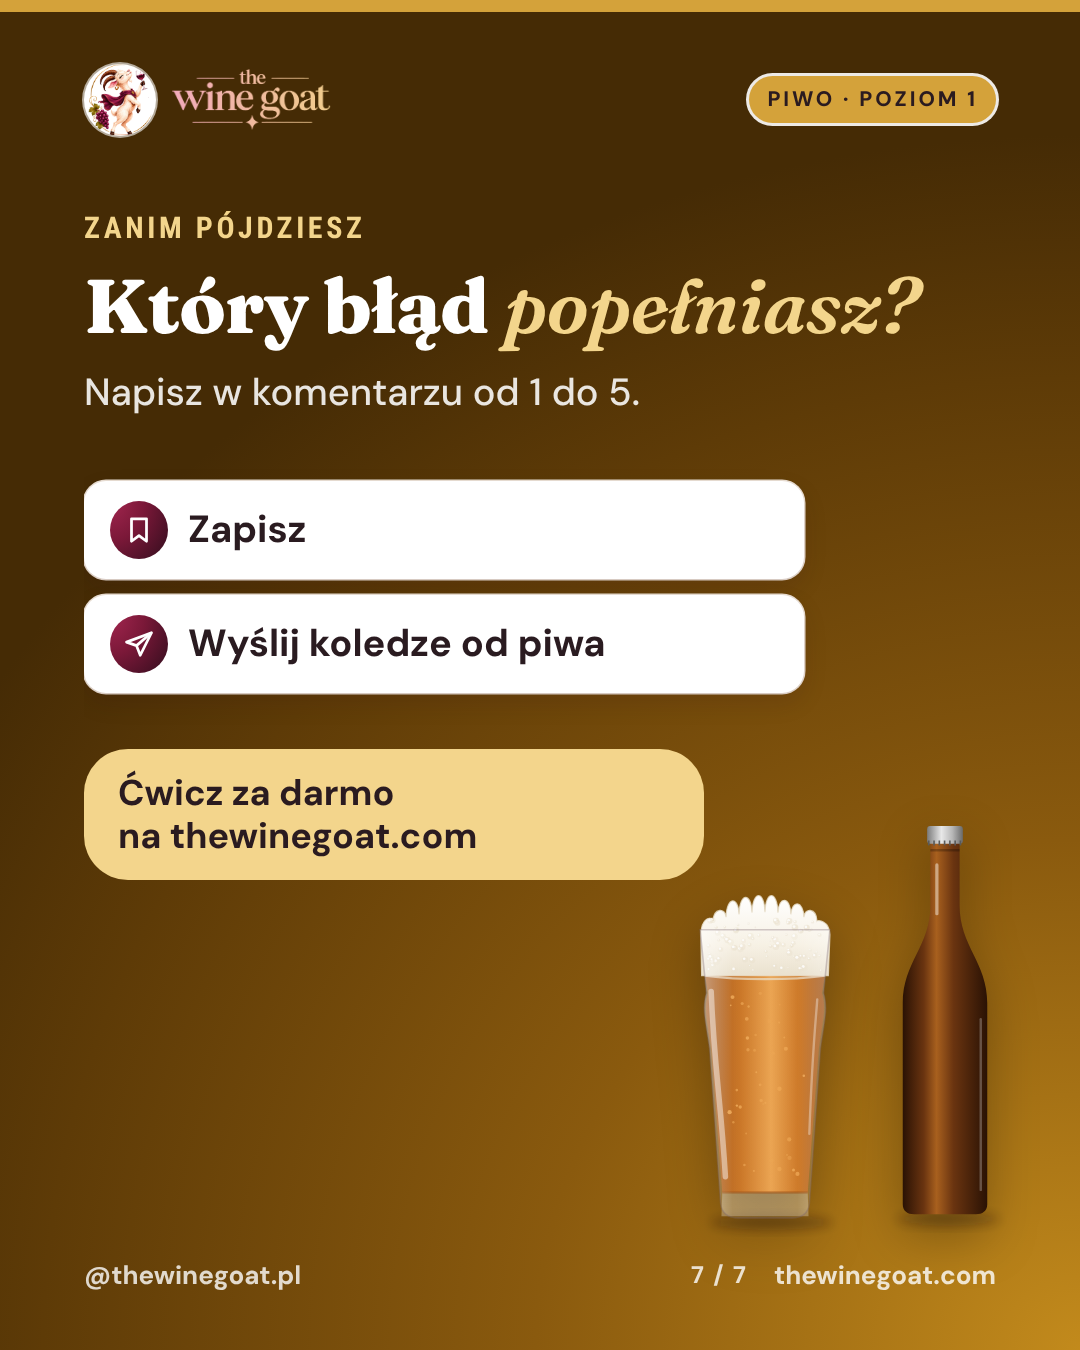 the
wine goat
PIWO · POZIOM 1
ZANIM PÓJDZIESZ
Który błąd popełniasz?
Napisz w komentarzu od 1 do 5.
Zapisz
Wyślij koledze od piwa
Ćwicz za darmo
na thewinegoat.com
@thewinegoat.pl
7 / 7
thewinegoat.com